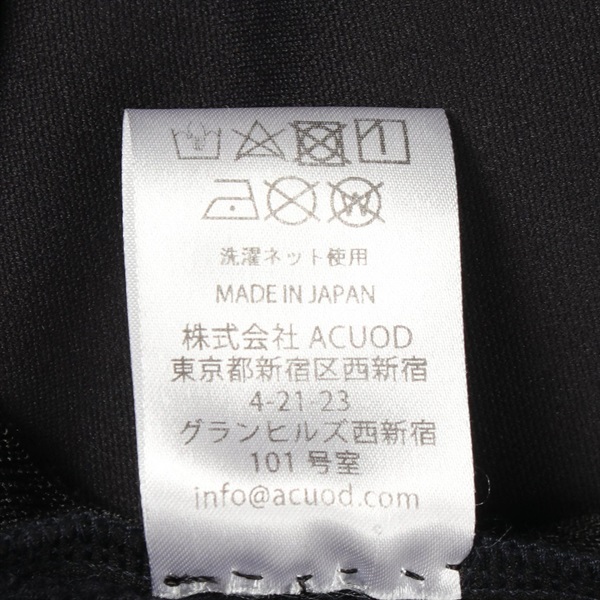 洗濯ネット使用
MADE IN JAPAN
株式会社 ACUOD
東京都新宿区西新宿
4-21-23
グランヒルズ西新宿
101 号室
info@acuod.com